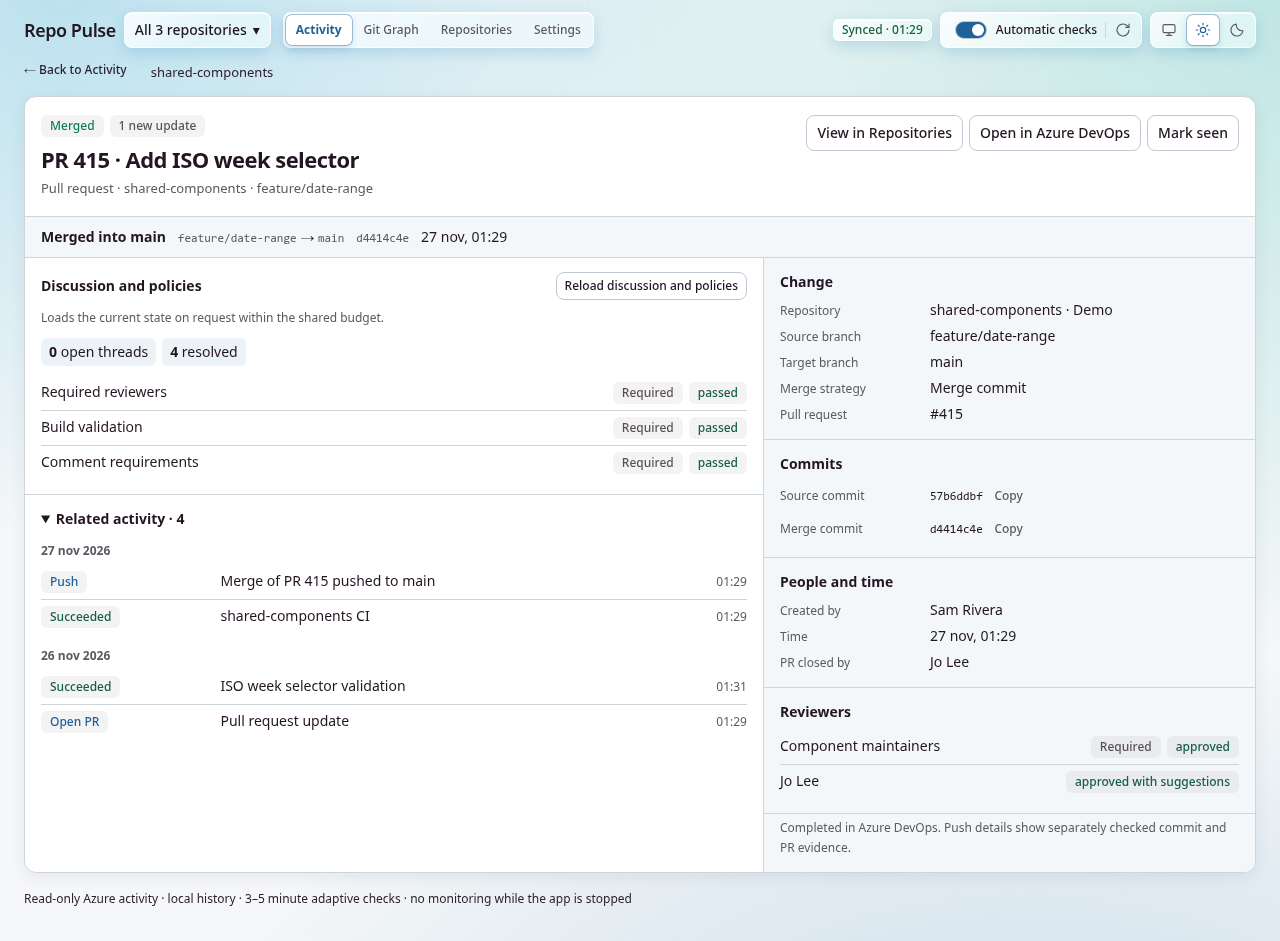 Repo Pulse
All 3 repositories ▾
Activity
Git Graph
Repositories
Settings
Synced · 01:29
Automatic checks
← Back to Activity
shared-components
Merged
1 new update
View in Repositories
Open in Azure DevOps
Mark seen
PR 415 · Add ISO week selector
Pull request · shared-components · feature/date-range
Merged into main feature/date-range → main d4414c4e 27 nov, 01:29
Discussion and policies
Reload discussion and policies
Loads the current state on request within the shared budget.
0 open threads
4 resolved
Required reviewers Required passed
Build validation Required passed
Comment requirements Required passed
▼ Related activity · 4
27 nov 2026
Push Merge of PR 415 pushed to main 01:29
Succeeded shared-components CI 01:29
26 nov 2026
Succeeded ISO week selector validation 01:31
Open PR Pull request update 01:29
Change
Repository shared-components · Demo
Source branch feature/date-range
Target branch main
Merge strategy Merge commit
Pull request #415
Commits
Source commit 57b6ddbf Copy
Merge commit d4414c4e Copy
People and time
Created by Sam Rivera
Time 27 nov, 01:29
PR closed by Jo Lee
Reviewers
Component maintainers Required approved
Jo Lee approved with suggestions
Completed in Azure DevOps. Push details show separately checked commit and
PR evidence.
Read-only Azure activity · local history · 3–5 minute adaptive checks · no monitoring while the app is stopped